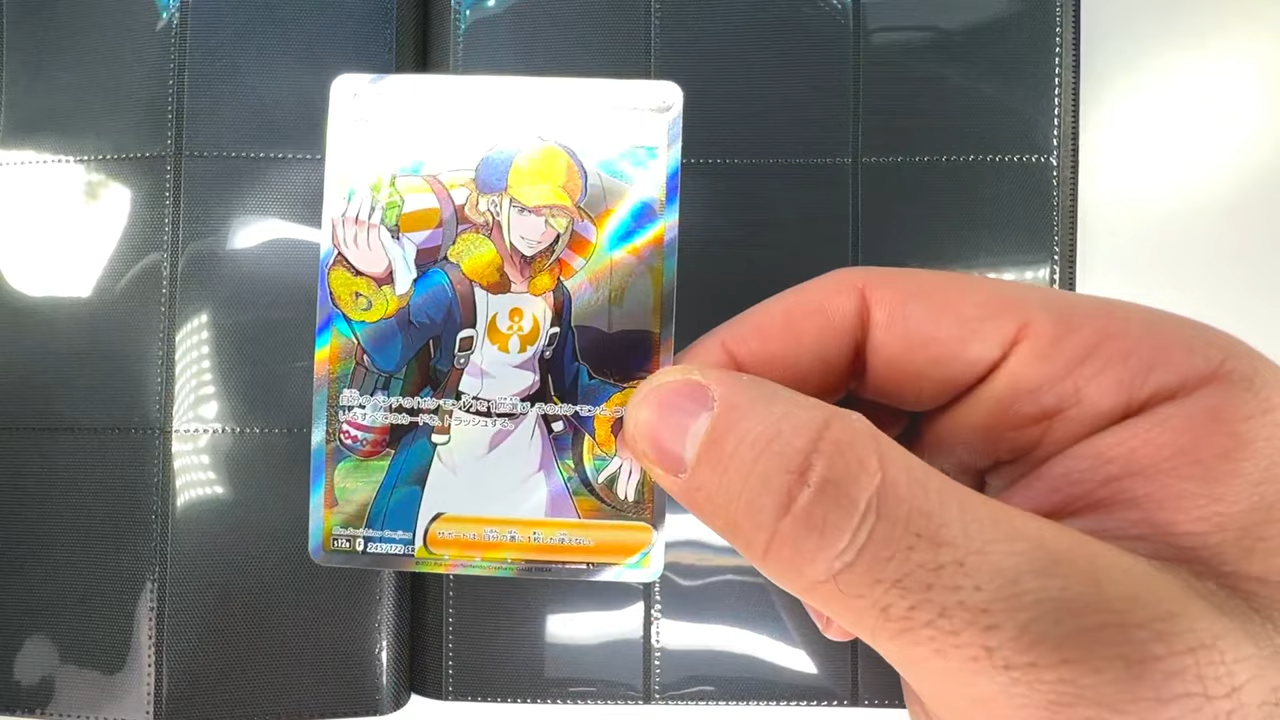 自分のベンチの「ポケモンV」を1匹選び、そのポケモンと、つ
いるすべてのカードを、トラッシュする。
Illus. Souichirou Gunjima
サポートは、自分の番に1枚しか使えない。
s12a F 245/172 SR
©2022 Pokémon/Nintendo/Creatures/GAME FREAK